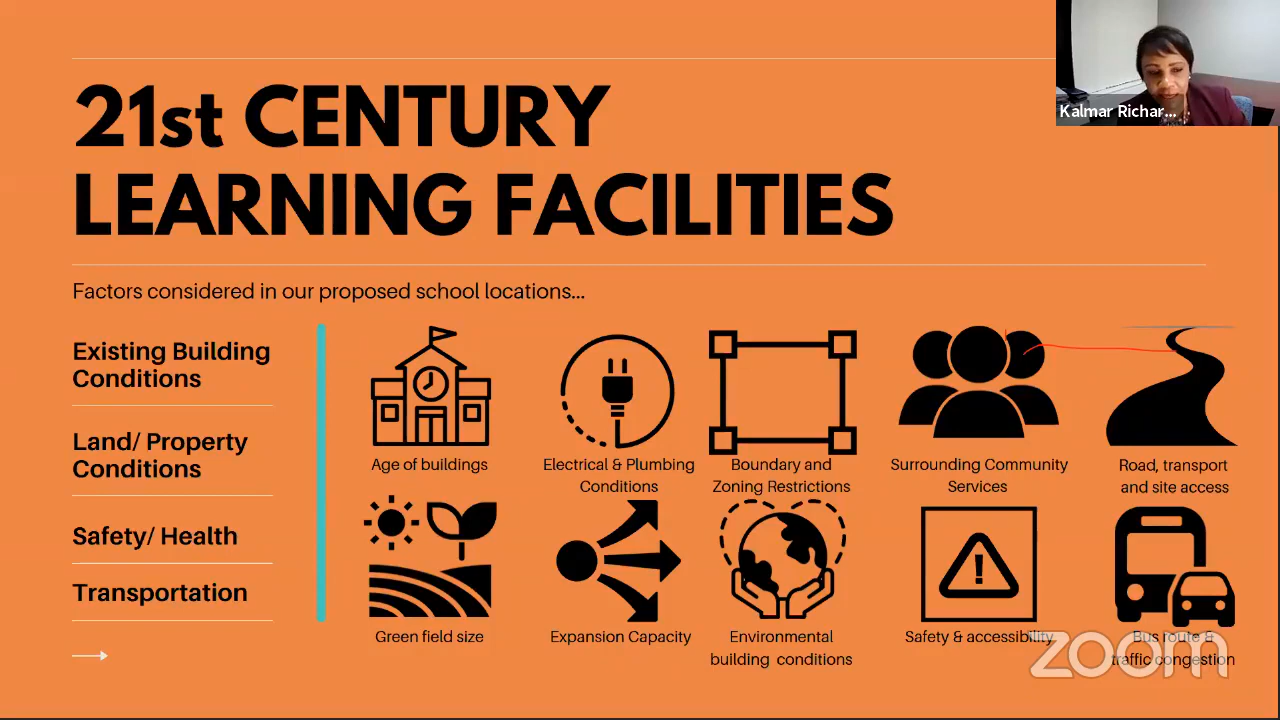 21st CENTURY
LEARNING FACILITIES
Kalmar Richar...
Factors considered in our proposed school locations...
Existing Building
Conditions
Land/ Property
Conditions
Safety/ Health
Transportation
Age of buildings
Electrical & Plumbing
Conditions
Boundary and
Zoning Restrictions
Surrounding Community
Services
Road, transport
and site access
Green field size
Expansion Capacity
Environmental
building conditions
Safety & accessibility
Bus route &
traffic congestion
zoom